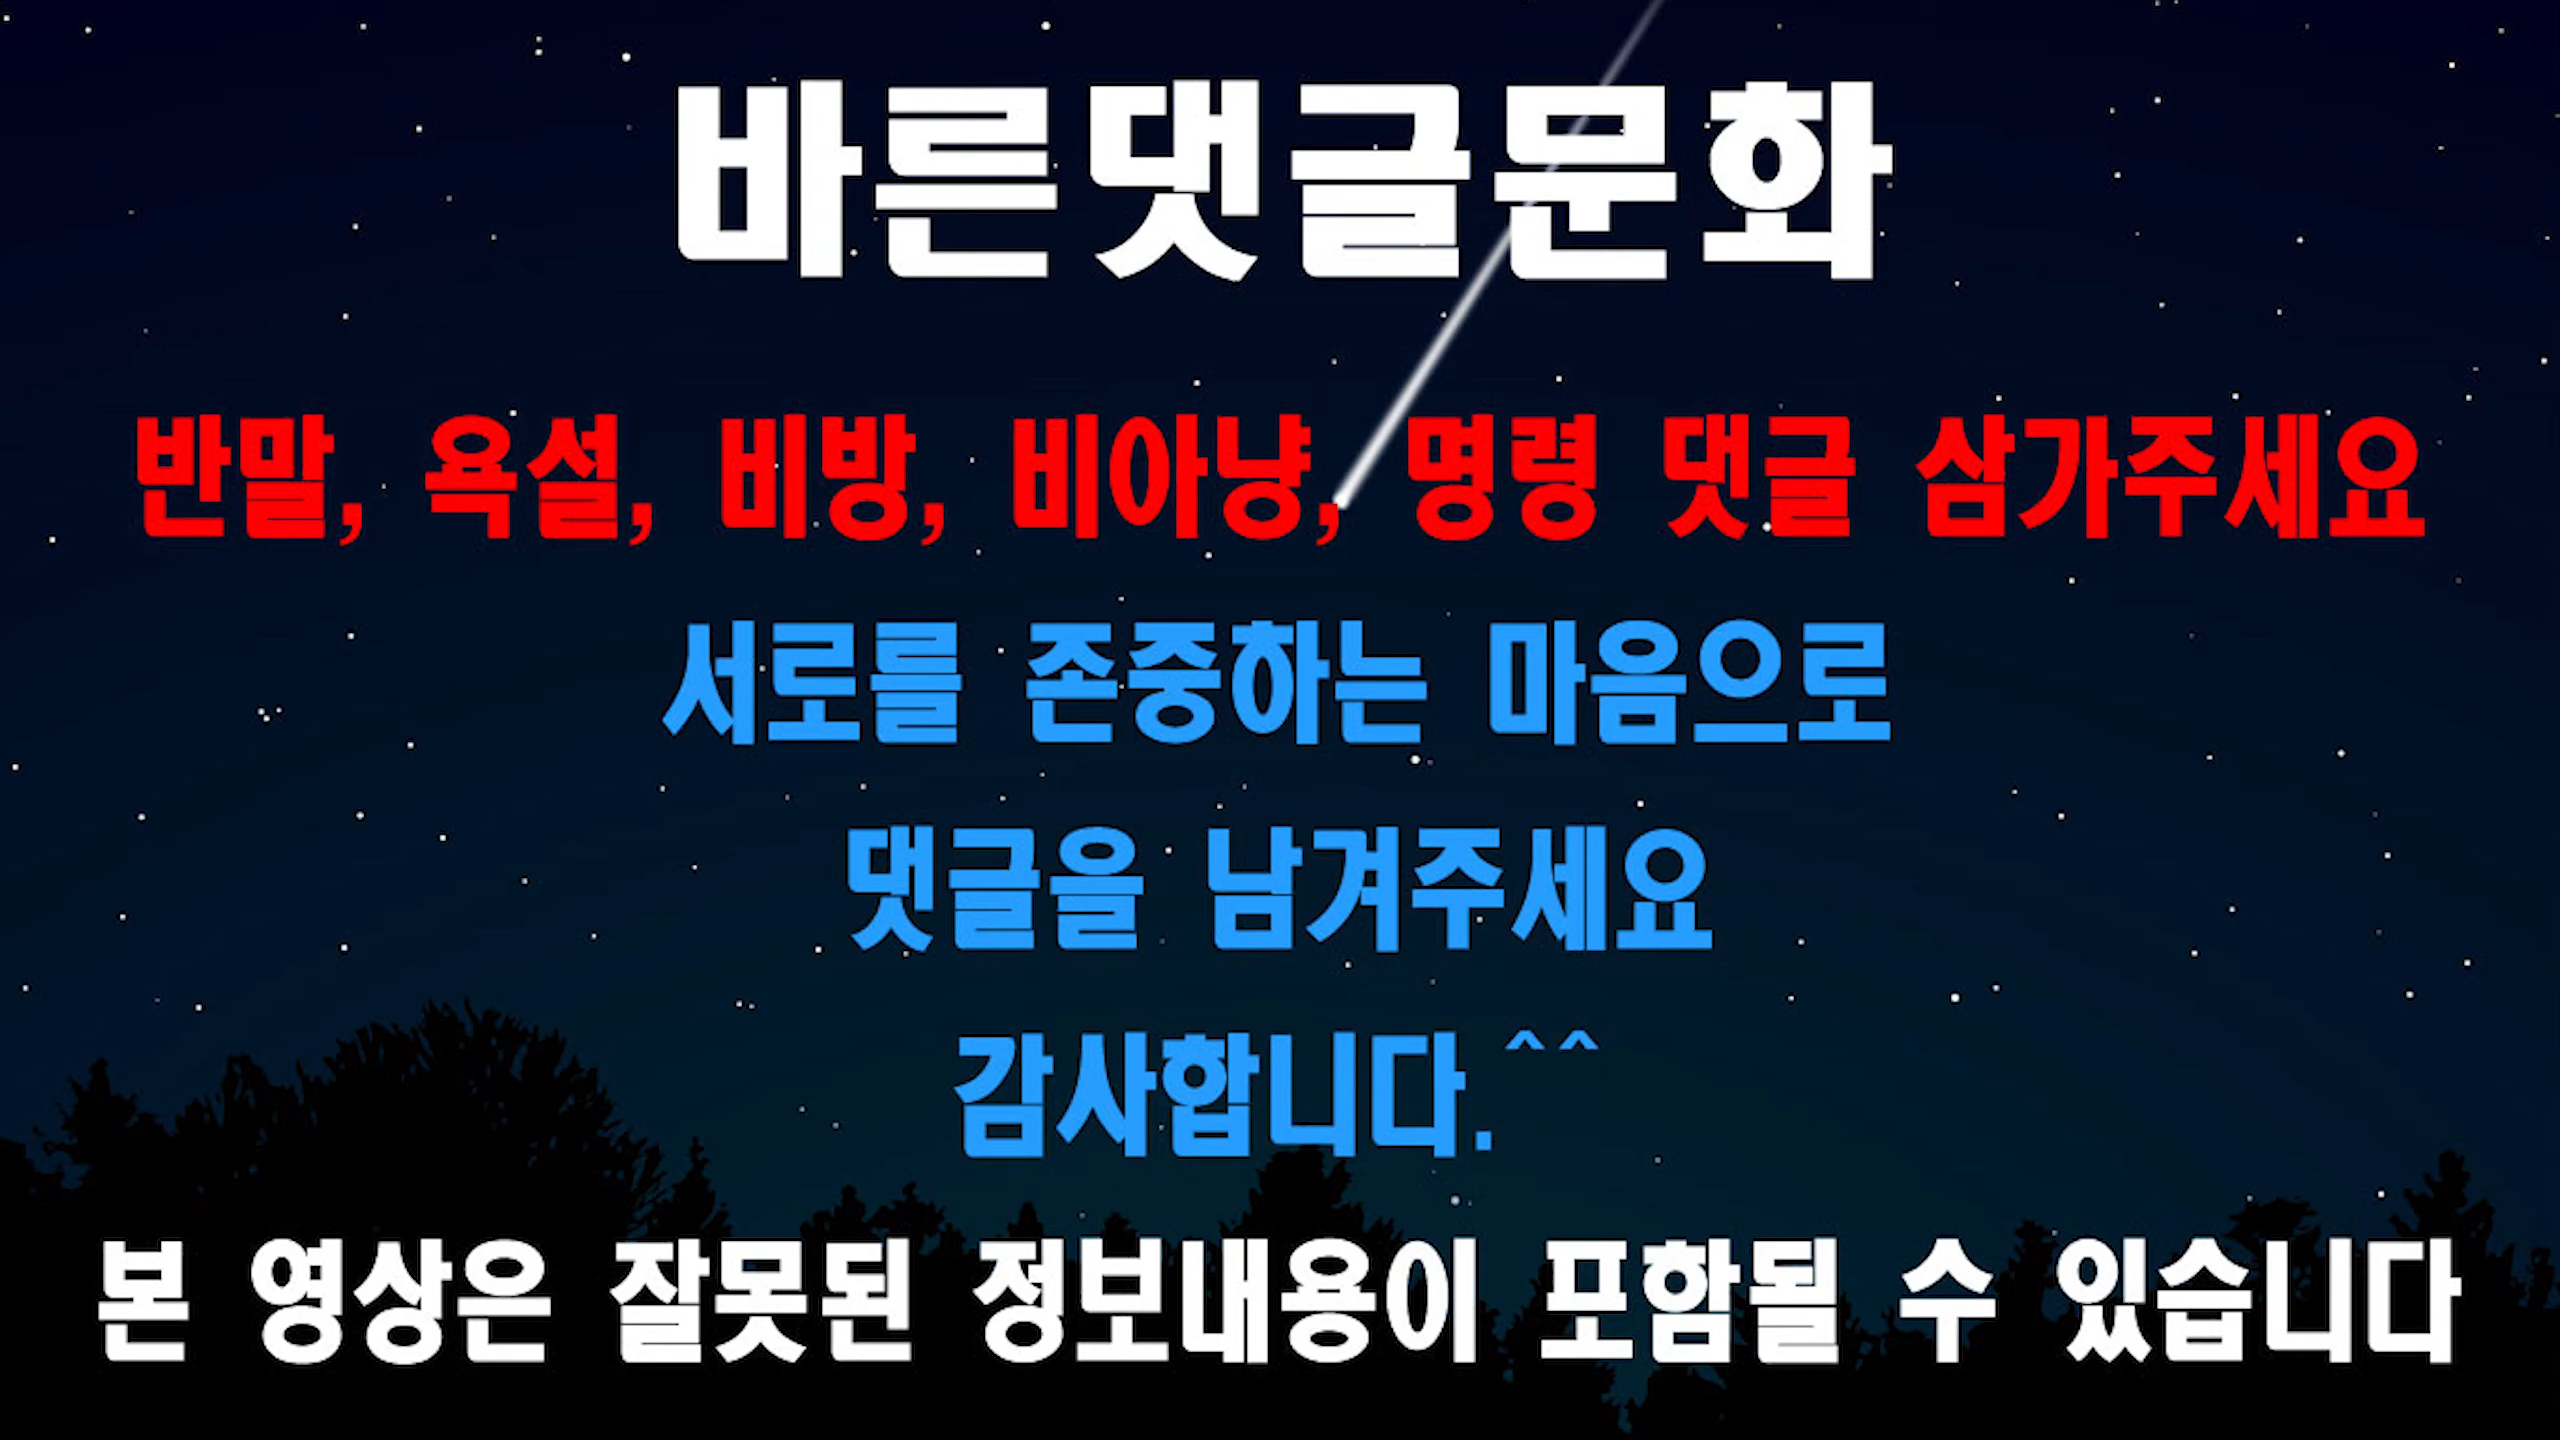 바른댓글문화
반말, 욕설, 비방, 비아냥, 명령 댓글 삼가주세요
서로를 존중하는 마음으로
댓글을 남겨주세요
감사합니다.^^
본 영상은 잘못된 정보내용이 포함될 수 있습니다